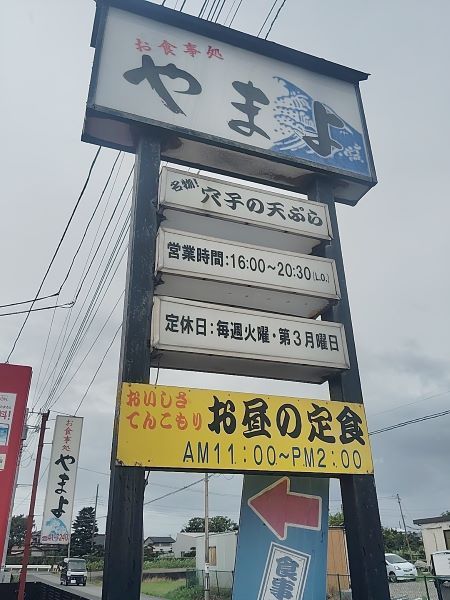 お食事処
やまよ
名物! 穴子の天ぷら
営業時間:16:00~20:30(L.O.)
定休日:毎週火曜・第3月曜日
おいしさ
てんこもり
お昼の定食
AM11:00~PM2:00
お食事処
やまよ
お食事